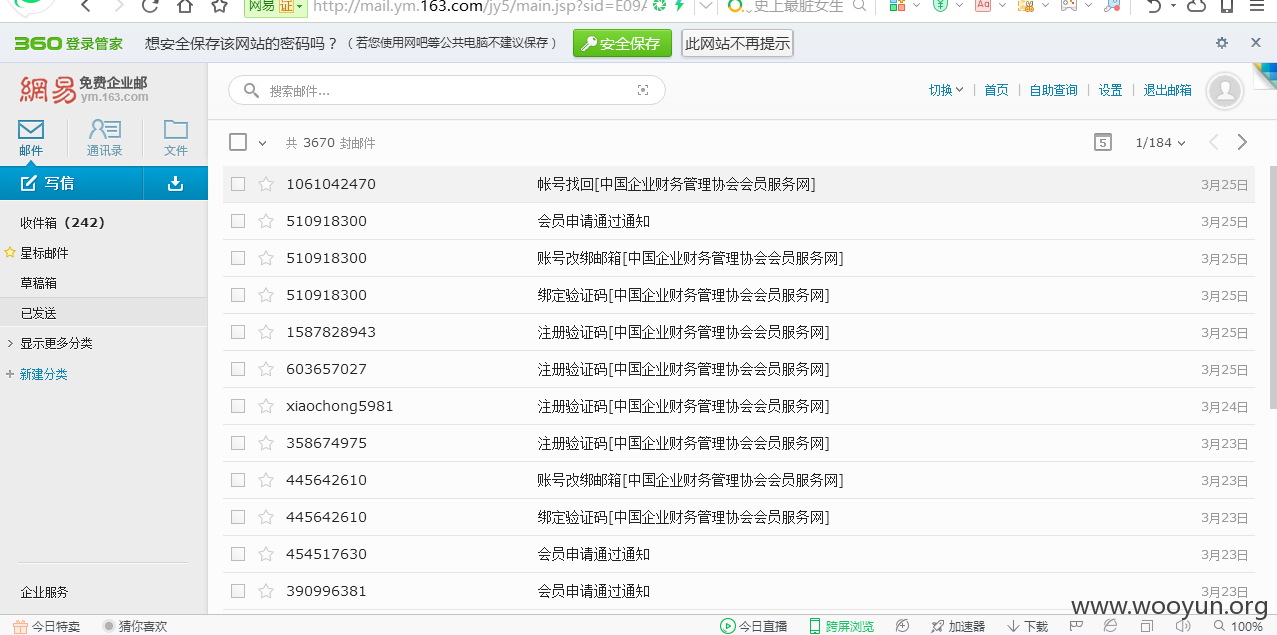 网易 证 http://mail.ym.163.com/jy5/main.jsp?sid=E09A 史上最脏女生
360 登录管家 想安全保存该网站的密码吗？（若您使用网吧等公共电脑不建议保存） 安全保存 此网站不再提示
網易 免费企业邮
ym.163.com
搜索邮件...
切换 首页 自助查询 设置 退出邮箱
邮件 通讯录 文件
共 3670 封邮件 5 1/184
写信
收件箱（242）
星标邮件
草稿箱
已发送
显示更多分类
+ 新建分类
企业服务
1061042470 帐号找回[中国企业财务管理协会会员服务网] 3月25日
510918300 会员申请通过通知 3月25日
510918300 账号改绑邮箱[中国企业财务管理协会会员服务网] 3月25日
510918300 绑定验证码[中国企业财务管理协会会员服务网] 3月25日
1587828943 注册验证码[中国企业财务管理协会会员服务网] 3月25日
603657027 注册验证码[中国企业财务管理协会会员服务网] 3月25日
xiaochong5981 注册验证码[中国企业财务管理协会会员服务网] 3月24日
358674975 注册验证码[中国企业财务管理协会会员服务网] 3月23日
445642610 账号改绑邮箱[中国企业财务管理协会会员服务网] 3月23日
445642610 绑定验证码[中国企业财务管理协会会员服务网] 3月23日
454517630 会员申请通过通知 3月23日
390996381 会员申请通过通知 3月23日
www.wooyun.org
今日特卖 猜你喜欢 今日直播 跨屏浏览 加速器 下载 100%